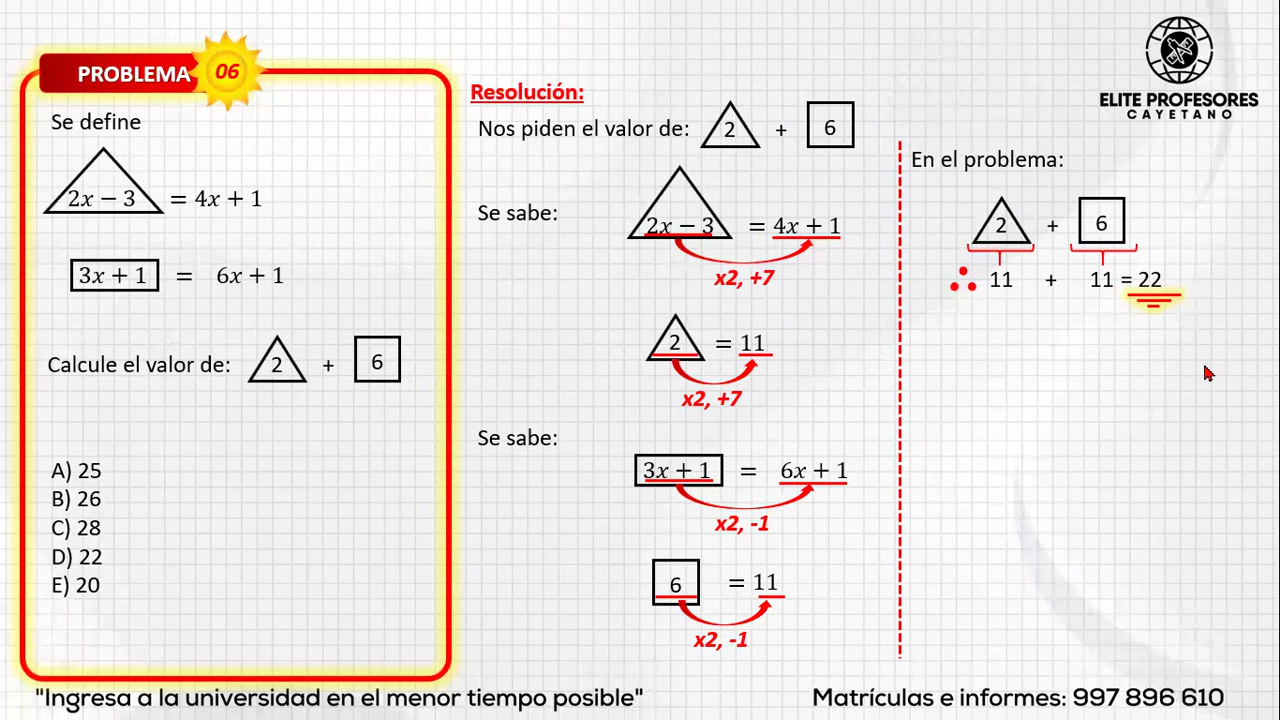 PROBLEMA 06
Se define
2x − 3 = 4x + 1
3x + 1 = 6x + 1
Calcule el valor de: 2 + 6
A) 25
B) 26
C) 28
D) 22
E) 20
Resolución:
Nos piden el valor de: 2 + 6
Se sabe: 2x − 3 = 4x + 1
x2, +7
2 = 11
x2, +7
Se sabe:
3x + 1 = 6x + 1
x2, -1
6 = 11
x2, -1
ELITE PROFESORES
CAYETANO
En el problema:
2 + 6
∴ 11 + 11 = 22
"Ingresa a la universidad en el menor tiempo posible"
Matrículas e informes: 997 896 610